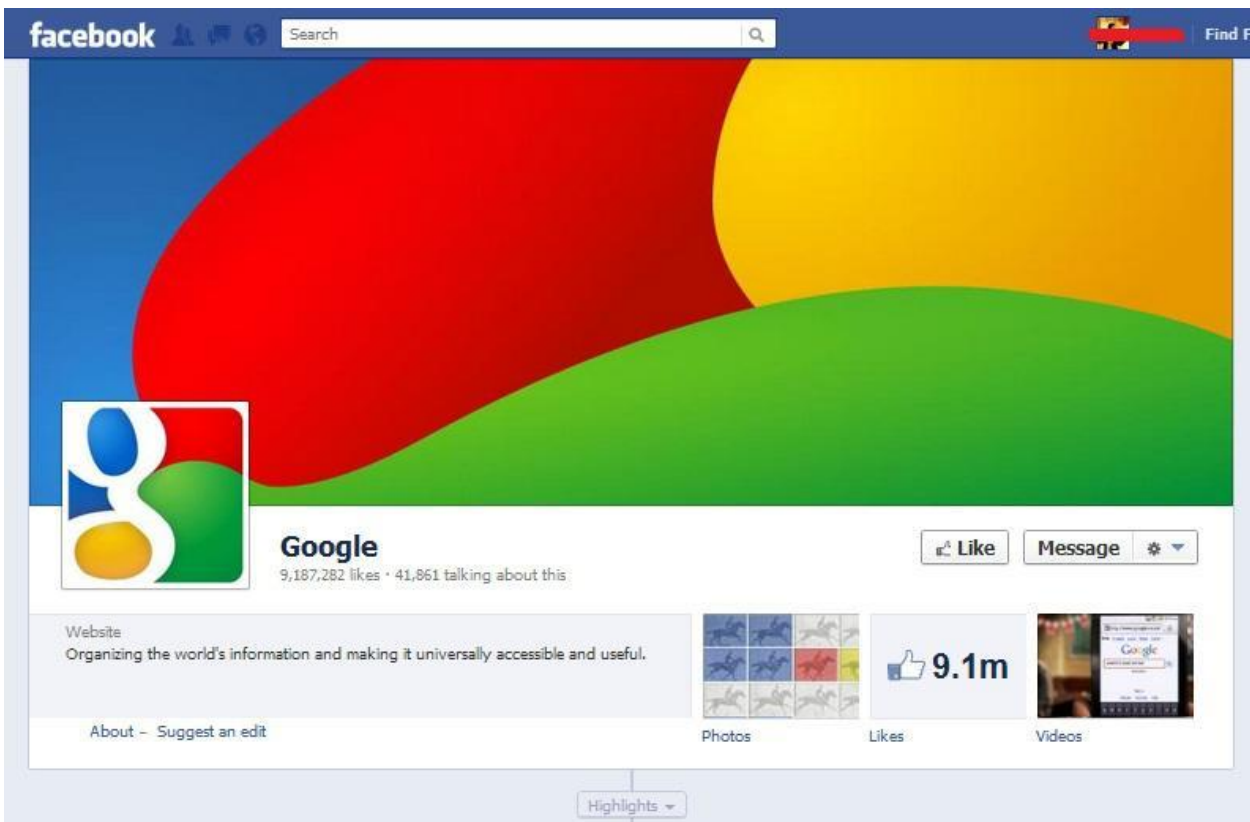 facebook
Search
Find F
Google
9,187,282 likes · 41,861 talking about this
Like
Message
Website
Organizing the world's information and making it universally accessible and useful.
9.1m
Google
About – Suggest an edit
Photos
Likes
Videos
Highlights